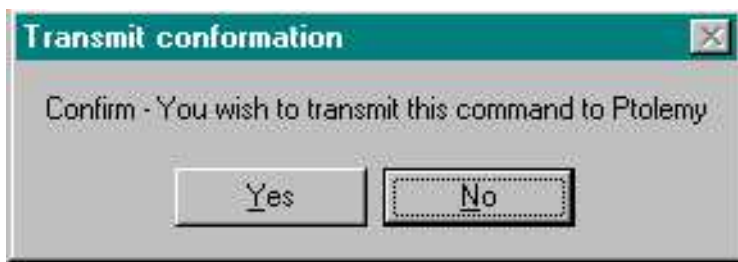 Transmit conformation
Confirm - You wish to transmit this command to Ptolemy
Yes No